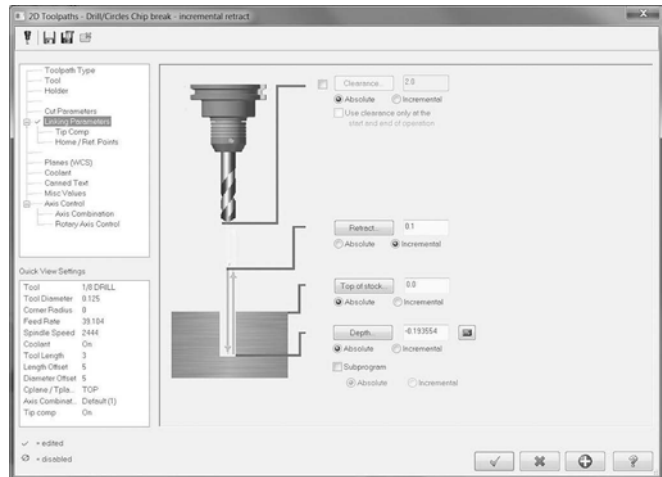 2D Toolpaths - Drill/Circles Chip break - incremental retract
Toolpath Type
Tool
Holder
Cut Parameters
Linking Parameters
Tip Comp
Home / Ref. Points
Planes (WCS)
Coolant
Canned Text
Misc Values
Axis Control
Axis Combination
Rotary Axis Control
Quick View Settings
Tool 1/8 DRILL
Tool Diameter 0.125
Corner Radius 0
Feed Rate 39.104
Spindle Speed 2444
Coolant On
Tool Length 3
Length Offset 5
Diameter Offset 5
Cplane / Tpla... TOP
Axis Combinat... Default (1)
Tip comp On
✓ = edited
= disabled
Clearance... 2.0
Absolute Incremental
Use clearance only at the
start and end of operation
Retract... 0.1
Absolute Incremental
Top of stock... 0.0
Absolute Incremental
Depth... -0.193554
Absolute Incremental
Subprogram
Absolute Incremental